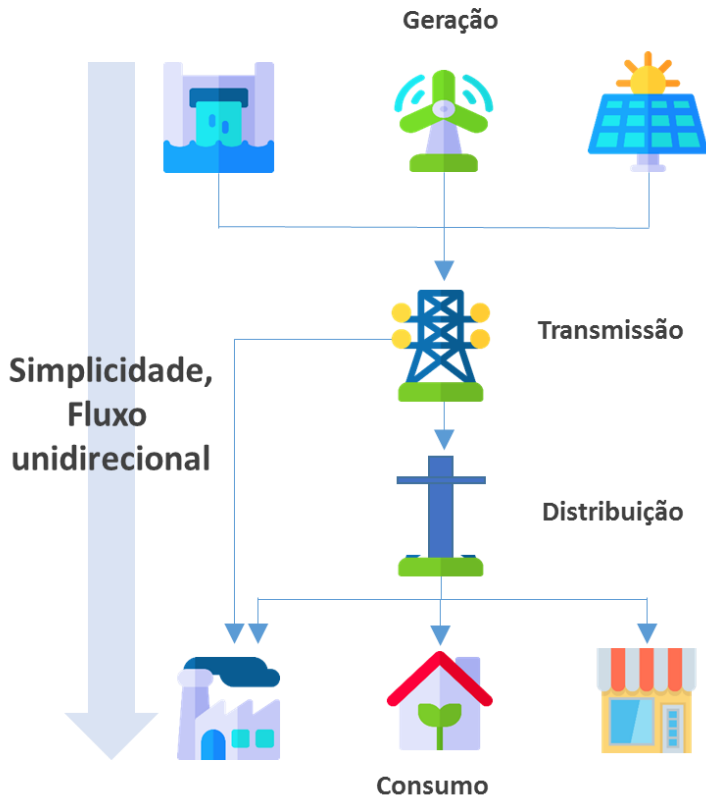 Geração
Transmissão
Simplicidade,
Fluxo
unidirecional
Distribuição
Consumo